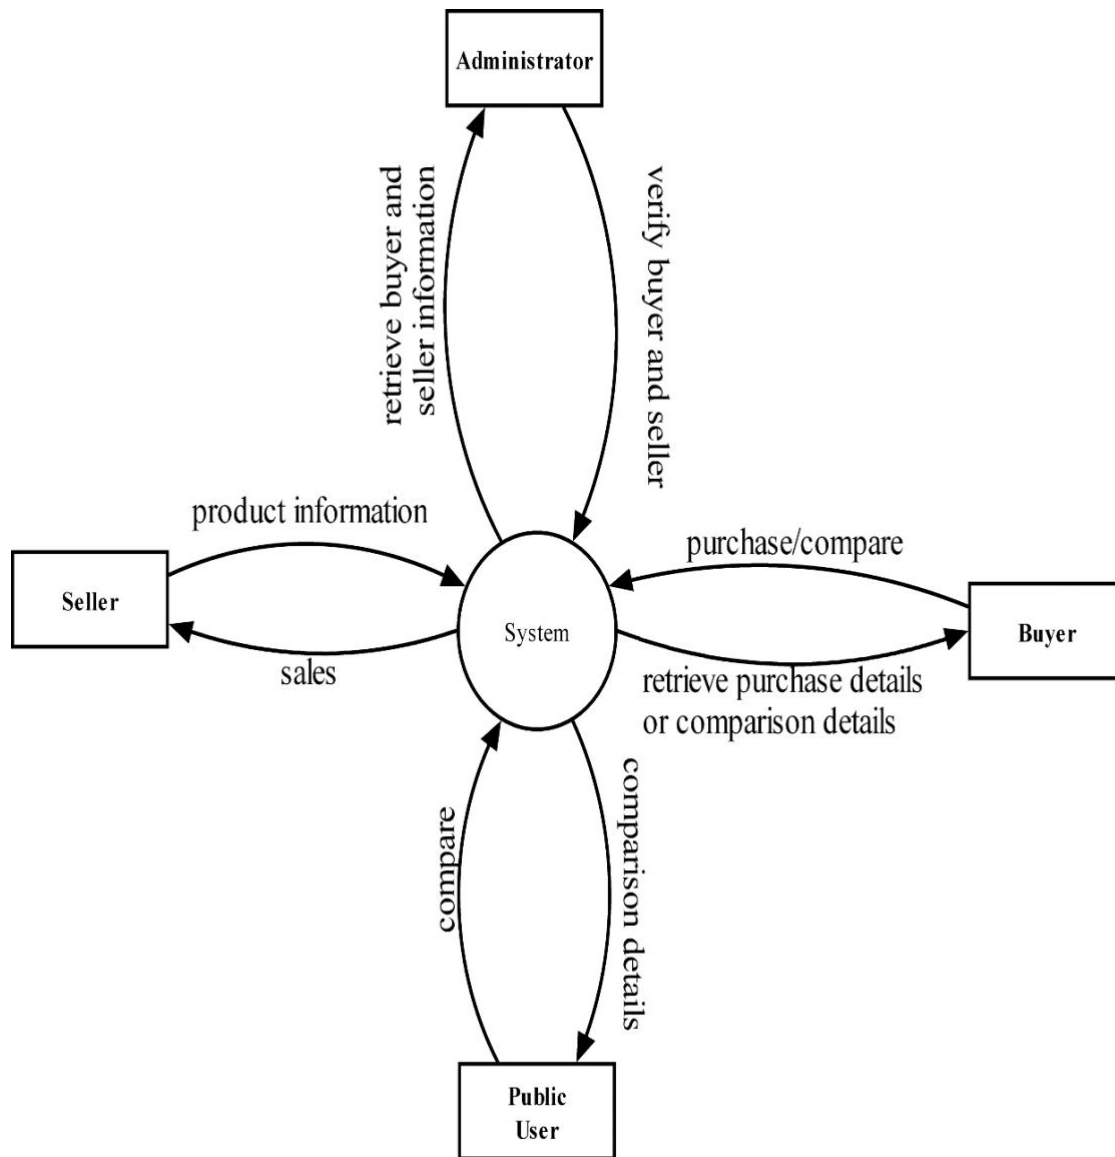 Administrator
retrieve buyer and
seller information
verify buyer and seller
product information
purchase/compare
Seller
System
Buyer
sales
retrieve purchase details
or comparison details
compare
comparison details
Public
User